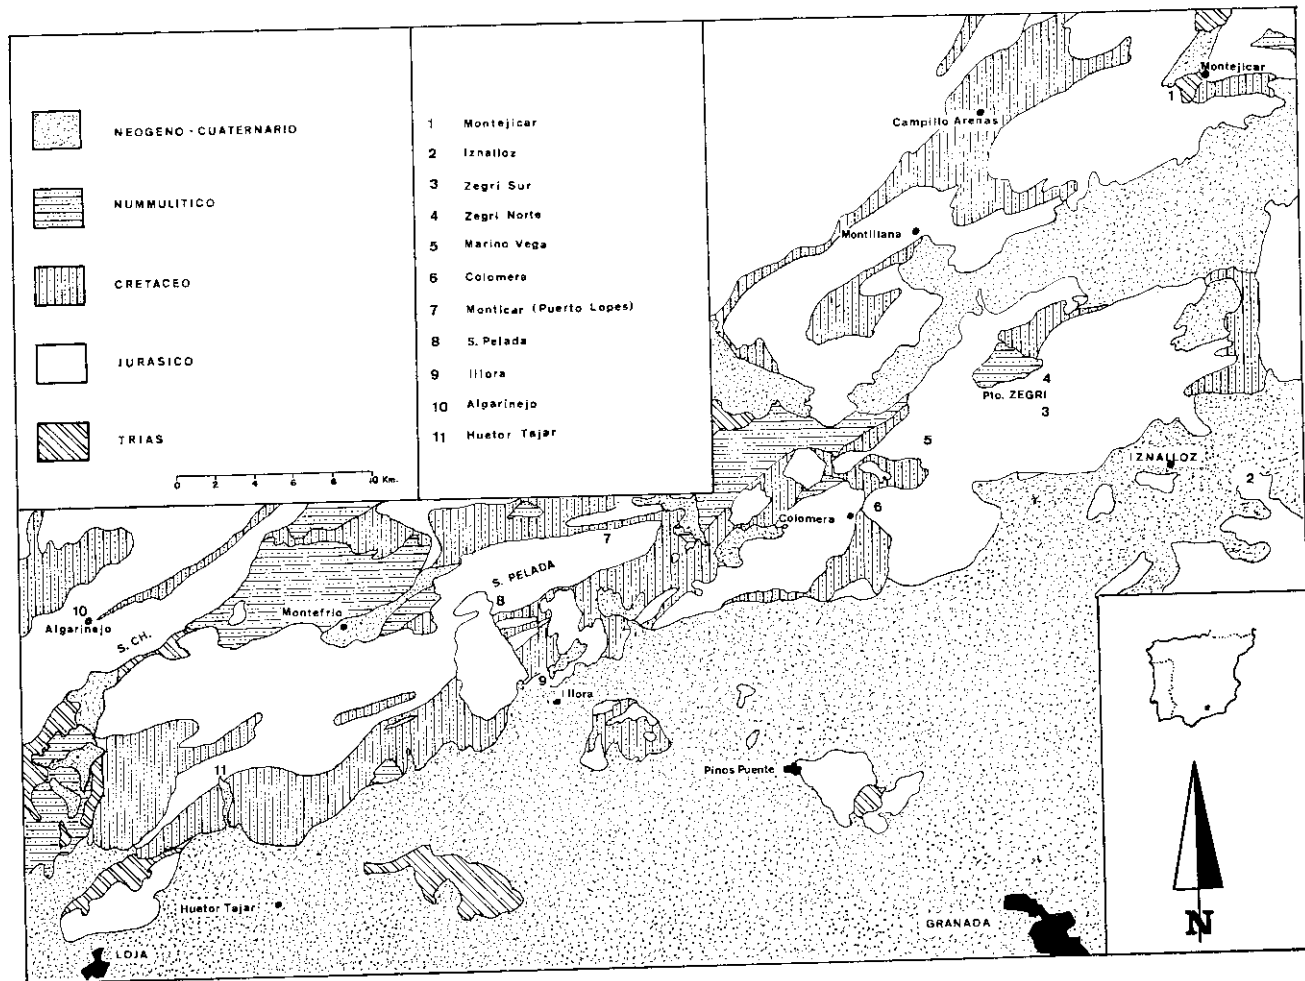 NEOGENO - CUATERNARIO
NUMMULITICO
CRETACEO
JURASICO
TRIAS
0 2 4 6 8 10 Km.
1 Montejicar
2 Iznalloz
3 Zegri Sur
4 Zegri Norte
5 Marino Vega
6 Colomera
7 Monticar (Puerto Lopes)
8 S. Pelada
9 Illora
10 Algarinejo
11 Huetor Tajar
Montejicar
1
Campillo Arenas
Montillana
4
Pto. ZEGRI
3
5
IZNALLOZ
2
6
Colomera
7
S. PELADA
8
10
Algarinejo
Montefrio
S. CH.
9
Illora
11
Pinos Puente
Huetor Tajar
LOJA
GRANADA
N